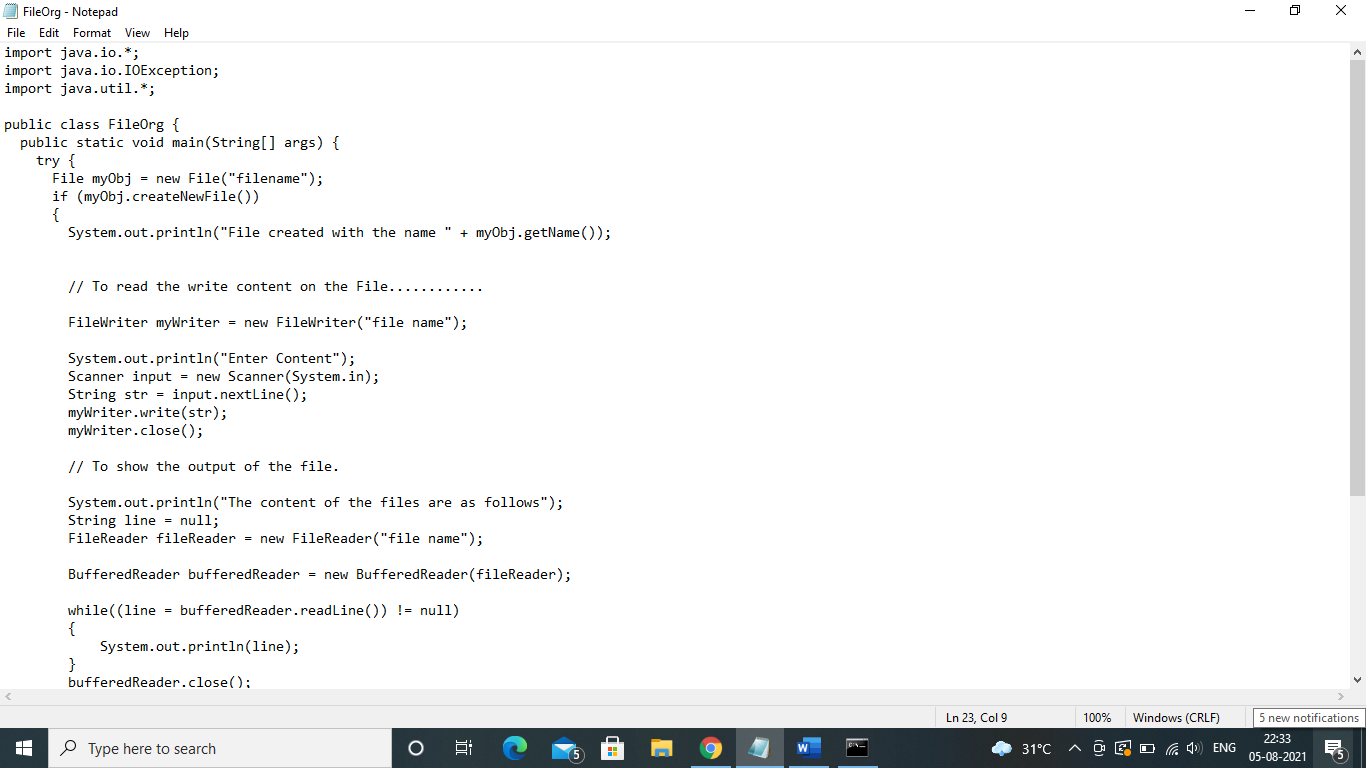 FileOrg - Notepad
File Edit Format View Help
import java.io.*;
import java.io.IOException;
import java.util.*;
public class FileOrg {
public static void main(String[] args) {
try {
File myObj = new File("filename");
if (myObj.createNewFile())
{
System.out.println("File created with the name " + myObj.getName());
// To read the write content on the File............
FileWriter myWriter = new FileWriter("file name");
System.out.println("Enter Content");
Scanner input = new Scanner(System.in);
String str = input.nextLine();
myWriter.write(str);
myWriter.close();
// To show the output of the file.
System.out.println("The content of the files are as follows");
String line = null;
FileReader fileReader = new FileReader("file name");
BufferedReader bufferedReader = new BufferedReader(fileReader);
while((line = bufferedReader.readLine()) != null)
{
System.out.println(line);
}
bufferedReader.close();
Ln 23, Col 9 100% Windows (CRLF) 5 new notifications
Type here to search 5 31°C ENG 22:33 5
05-08-2021